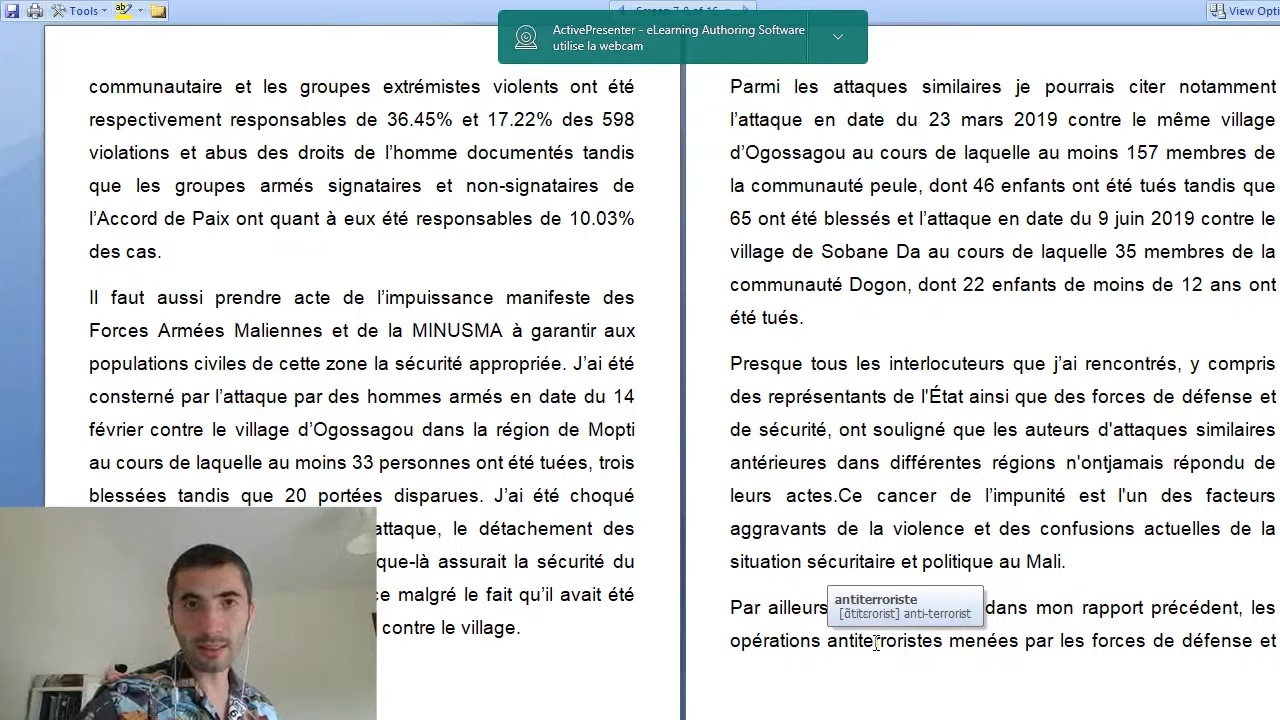 Tools
Screen 7-8 of 16
View Opti
ActivePresenter - eLearning Authoring Software
utilise la webcam
communautaire et les groupes extrémistes violents ont été
respectivement responsables de 36.45% et 17.22% des 598
violations et abus des droits de l’homme documentés tandis
que les groupes armés signataires et non-signataires de
l’Accord de Paix ont quant à eux été responsables de 10.03%
des cas.
Il faut aussi prendre acte de l’impuissance manifeste des
Forces Armées Maliennes et de la MINUSMA à garantir aux
populations civiles de cette zone la sécurité appropriée. J’ai été
consterné par l’attaque par des hommes armés en date du 14
février contre le village d’Ogossagou dans la région de Mopti
au cours de laquelle au moins 33 personnes ont été tuées, trois
blessées tandis que 20 portées disparues. J’ai été choqué
attaque, le détachement des
que-là assurait la sécurité du
ce malgré le fait qu’il avait été
contre le village.
Parmi les attaques similaires je pourrais citer notamment
l’attaque en date du 23 mars 2019 contre le même village
d’Ogossagou au cours de laquelle au moins 157 membres de
la communauté peule, dont 46 enfants ont été tués tandis que
65 ont été blessés et l’attaque en date du 9 juin 2019 contre le
village de Sobane Da au cours de laquelle 35 membres de la
communauté Dogon, dont 22 enfants de moins de 12 ans ont
été tués.
Presque tous les interlocuteurs que j’ai rencontrés, y compris
des représentants de l'État ainsi que des forces de défense et
de sécurité, ont souligné que les auteurs d'attaques similaires
antérieures dans différentes régions n'ontjamais répondu de
leurs actes.Ce cancer de l’impunité est l'un des facteurs
aggravants de la violence et des confusions actuelles de la
situation sécuritaire et politique au Mali.
antiterroriste
[ɑ̃titɛrɔrist] anti-terrorist
Par ailleurs dans mon rapport précédent, les
opérations antiterroristes menées par les forces de défense et